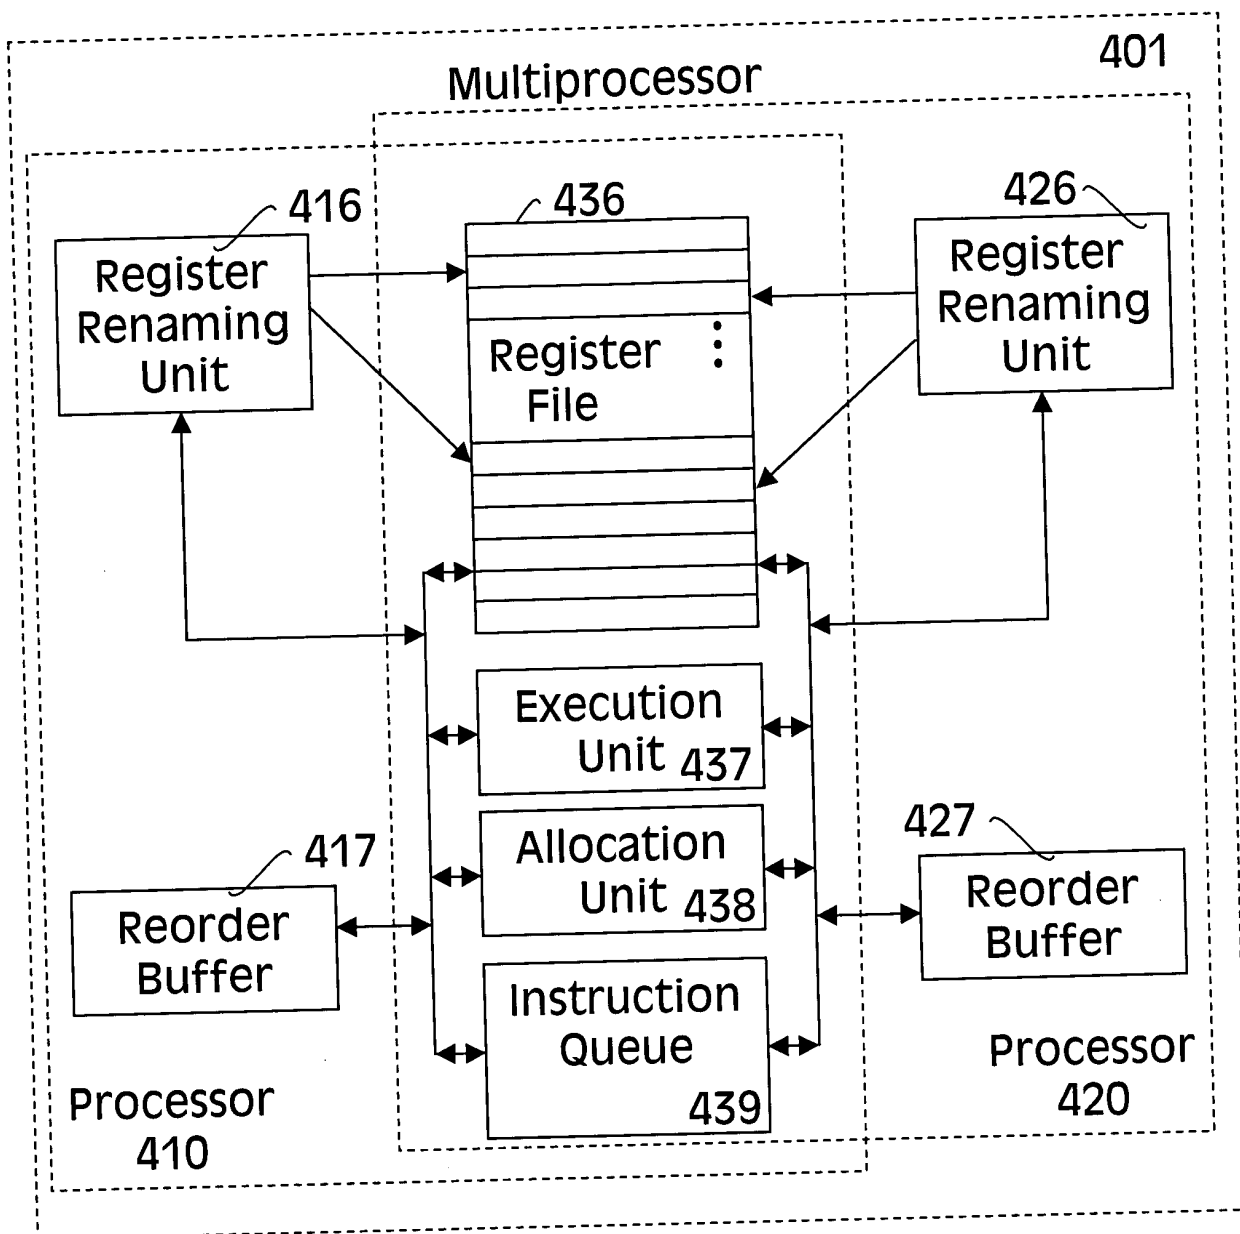 401
Multiprocessor
416
436
426
Register
Renaming
Unit
Register
File
Register
Renaming
Unit
Execution
Unit 437
417
Reorder
Buffer
Allocation
Unit 438
427
Reorder
Buffer
Instruction
Queue
439
Processor
410
Processor
420